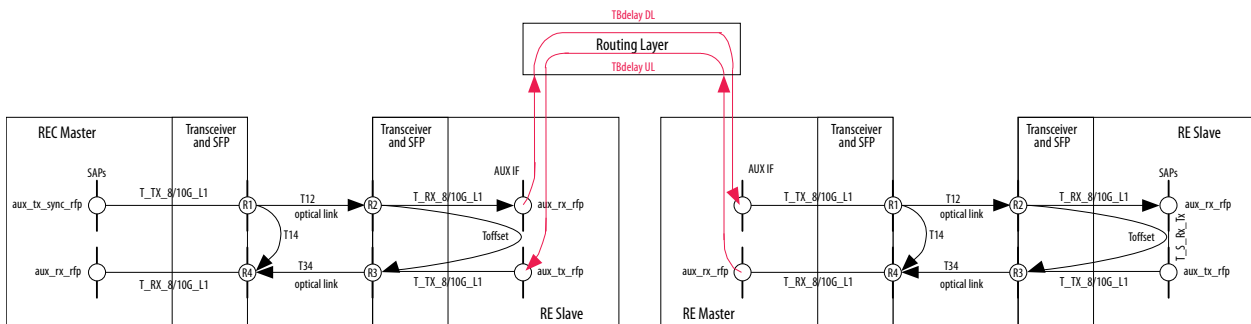 TBdelay DL
Routing Layer
TBdelay UL
REC Master
Transceiver
and SFP
SAPs
aux_tx_sync_rfp
T_TX_8/10G_L1
R1
T12
optical link
T14
aux_rx_rfp
T_RX_8/10G_L1
R4
T34
optical link
Transceiver
and SFP
AUX IF
R2
T_RX_8/10G_L1
aux_rx_rfp
Toffset
R3
T_TX_8/10G_L1
aux_tx_rfp
RE Slave
AUX IF
Transceiver
and SFP
T_TX_8/10G_L1
R1
T12
optical link
T14
aux_rx_rfp
T_RX_8/10G_L1
R4
T34
optical link
RE Master
Transceiver
and SFP
RE Slave
SAPs
R2
T_RX_8/10G_L1
aux_rx_rfp
Toffset
T_S_Rx_Tx
R3
T_TX_8/10G_L1
aux_tx_rfp